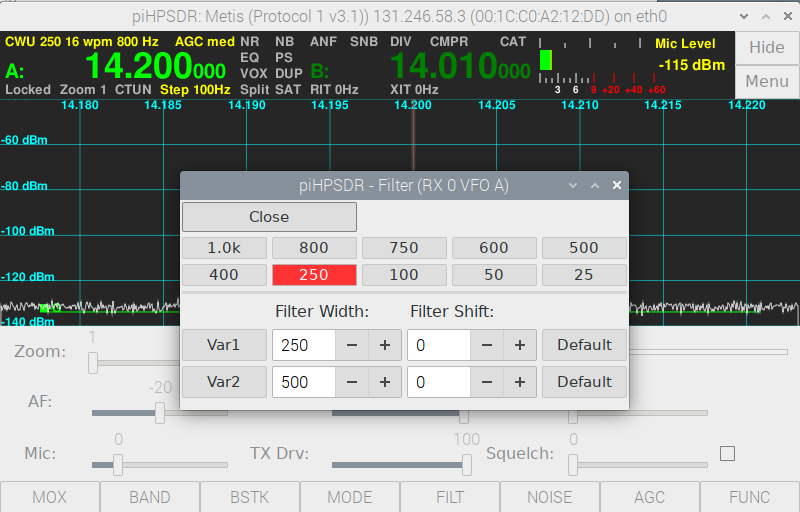 piHPSDR: Metis (Protocol 1 v3.1)) 131.246.58.3 (00:1C:C0:A2:12:DD) on eth0
CWU 250 16 wpm 800 Hz AGC med NR NB ANF SNB DIV CMPR CAT
A: 14.200000 EQ PS B: 14.010000
VOX DUP
Locked Zoom 1 CTUN Step 100Hz Split SAT RIT 0Hz XIT 0Hz
Mic Level
-115 dBm
3 6 9 +20 +40 +60
Hide
Menu
14.180 14.185 14.190 14.195 14.200 14.205 14.210 14.215 14.220
-60 dBm
-80 dBm
-100 dBm
-120 dBm
-140 dBm
piHPSDR - Filter (RX 0 VFO A)
Close
1.0k 800 750 600 500
400 250 100 50 25
Filter Width: Filter Shift:
Var1 250 − + 0 − + Default
Var2 500 − + 0 − + Default
Zoom: 1
AF: -20
Mic: 0 TX Drv: 100 Squelch: 0
MOX BAND BSTK MODE FILT NOISE AGC FUNC